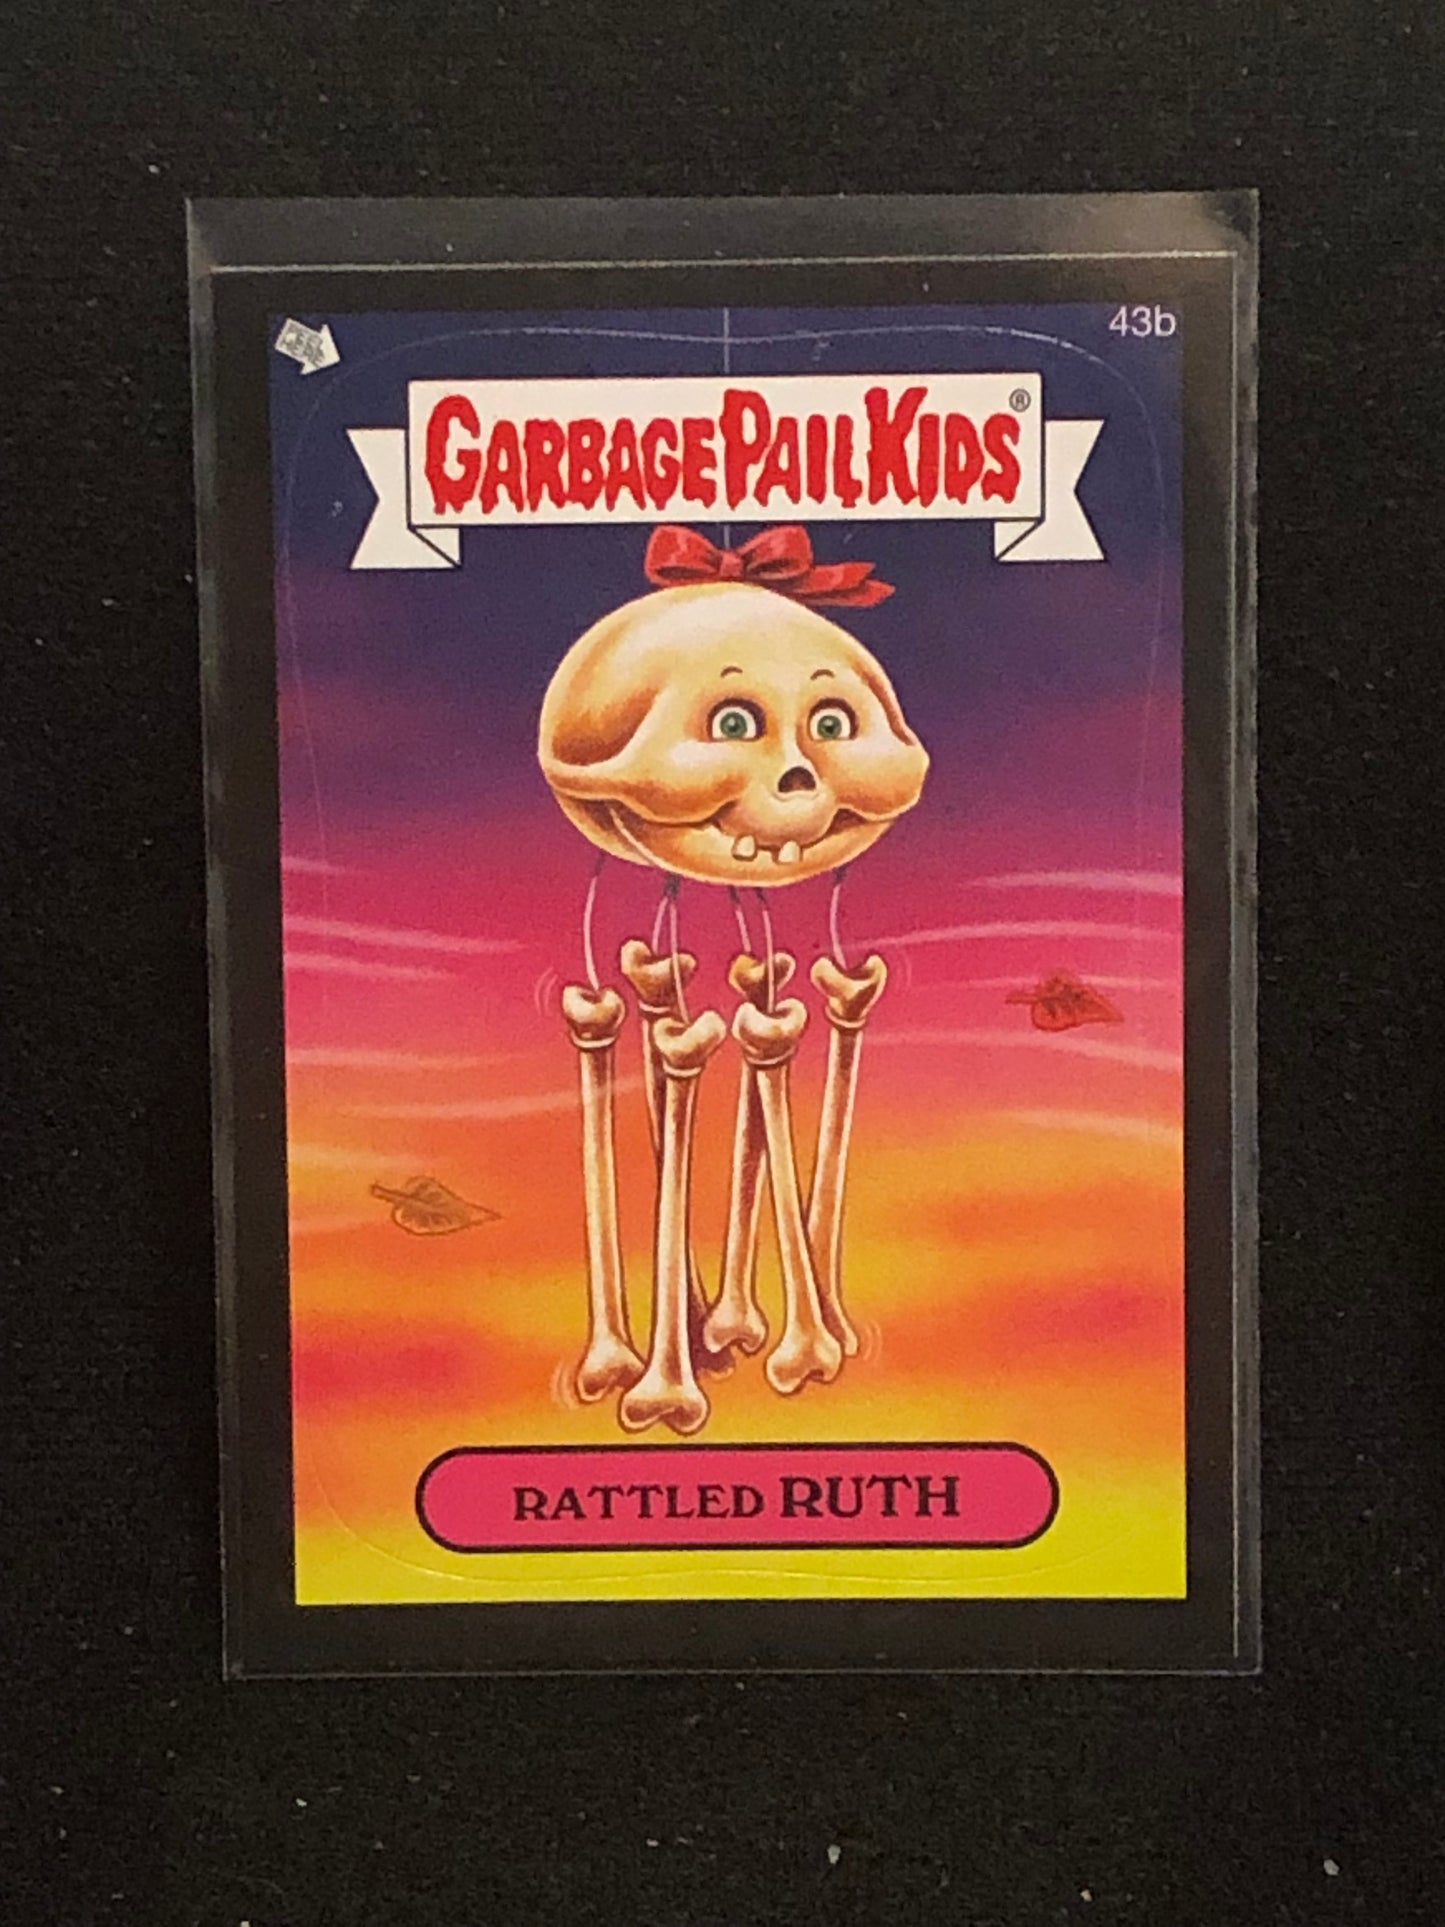 43b
GARBAGE PAIL KIDS®
RATTLED RUTH